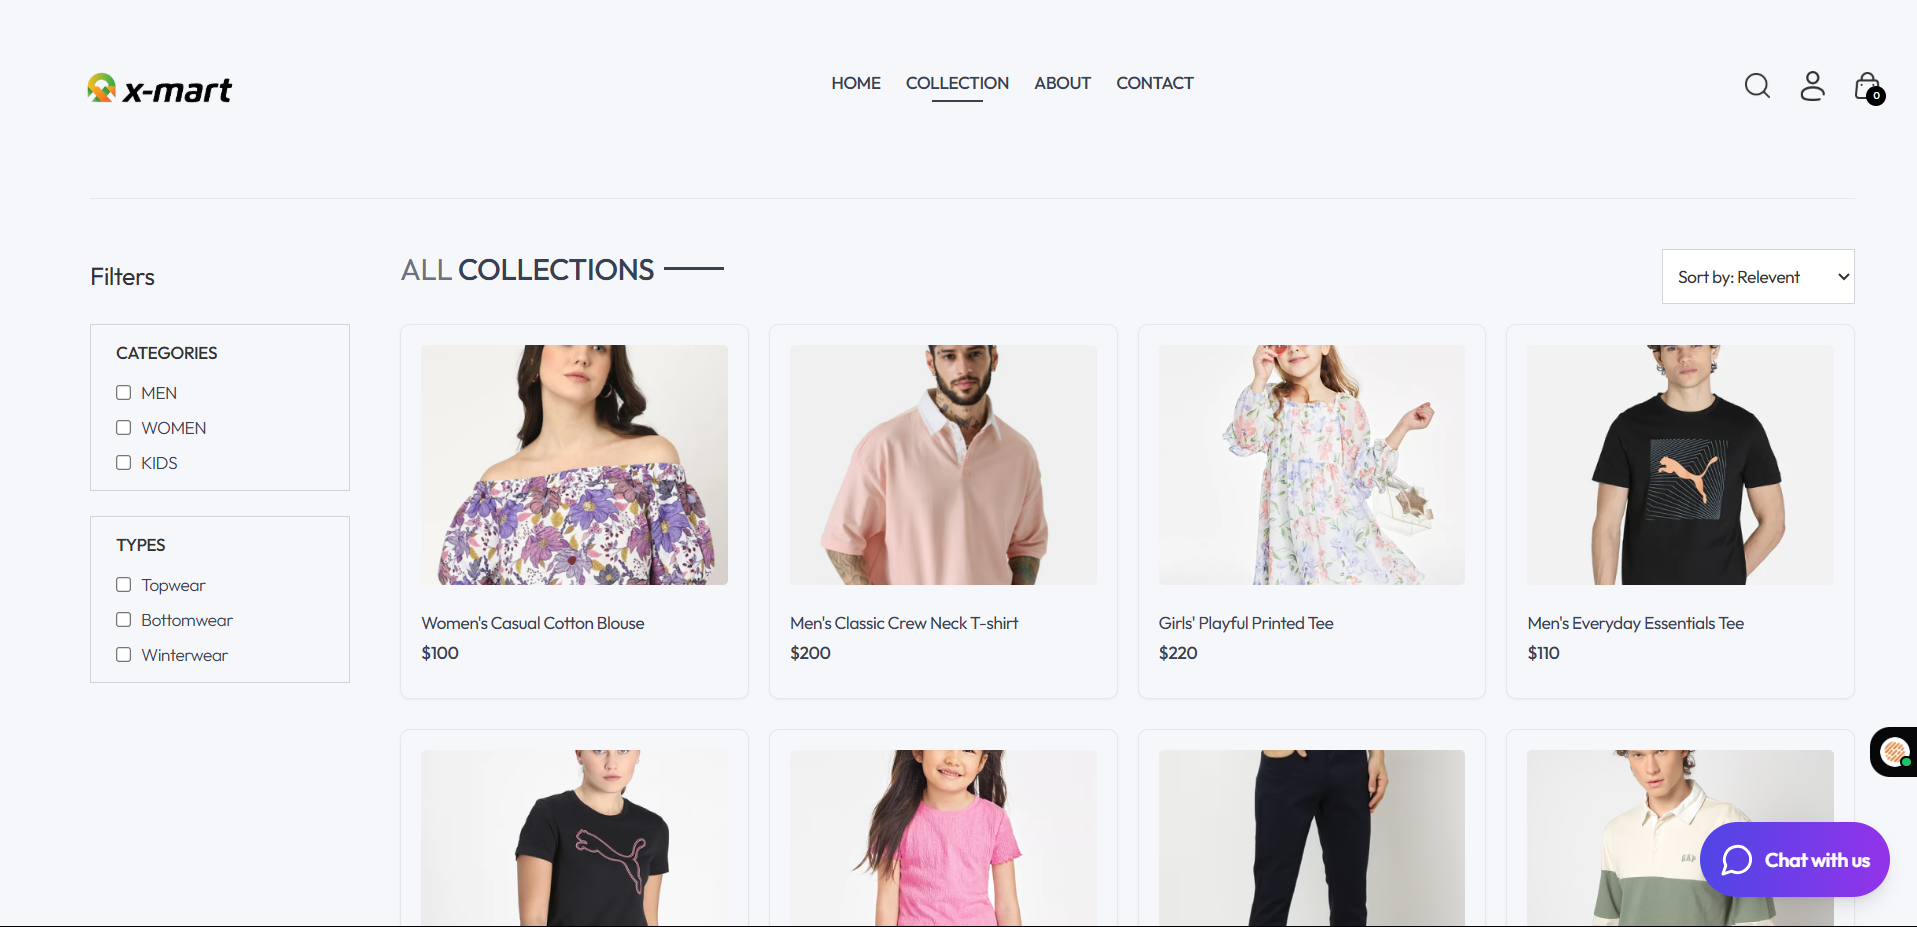 x-mart
HOME COLLECTION ABOUT CONTACT
0
Filters
ALL COLLECTIONS
Sort by: Relevent
CATEGORIES
MEN
WOMEN
KIDS
TYPES
Topwear
Bottomwear
Winterwear
Women's Casual Cotton Blouse
$100
Men's Classic Crew Neck T-shirt
$200
Girls' Playful Printed Tee
$220
Men's Everyday Essentials Tee
$110
GAP
Chat with us